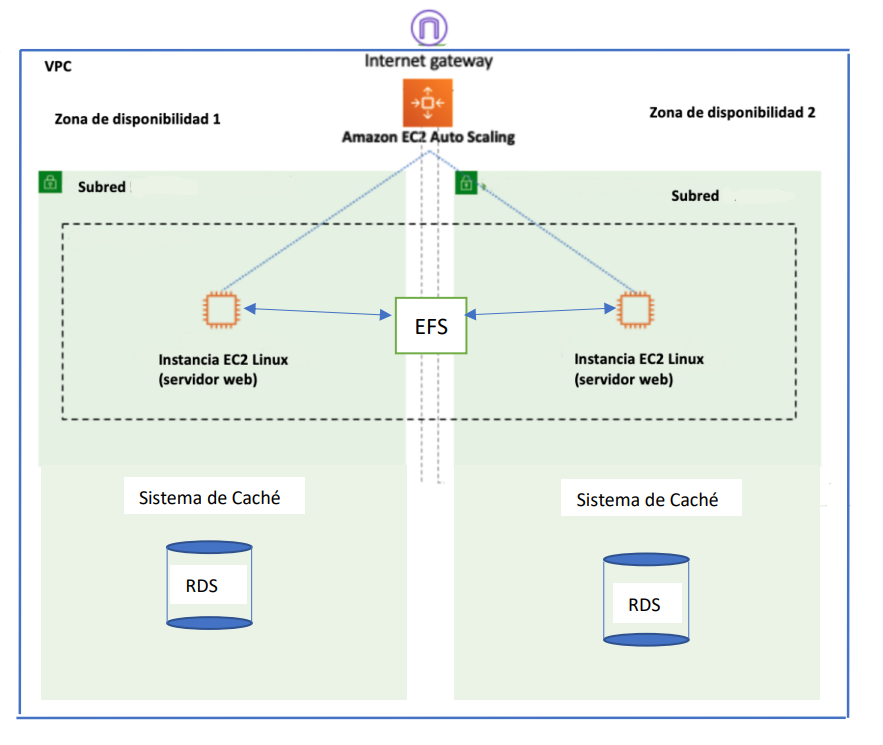 Internet gateway
VPC
Zona de disponibilidad 1
Zona de disponibilidad 2
Amazon EC2 Auto Scaling
Subred
Subred
EFS
Instancia EC2 Linux
(servidor web)
Instancia EC2 Linux
(servidor web)
Sistema de Caché
Sistema de Caché
RDS
RDS